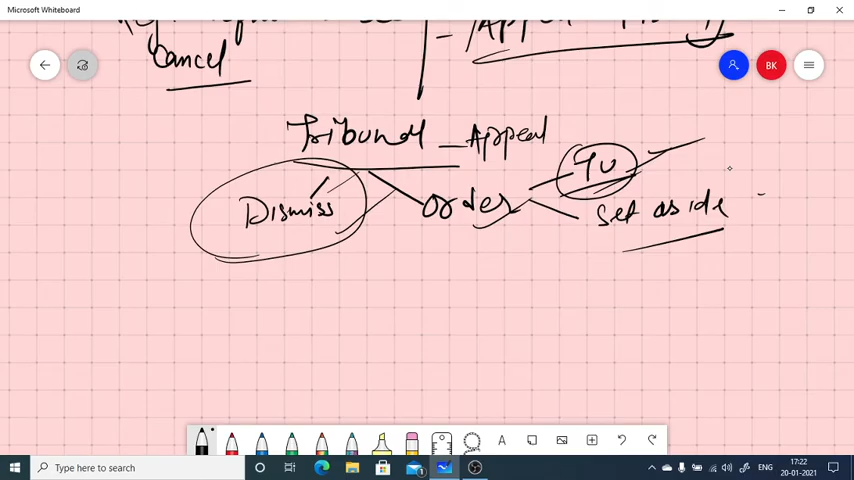 Microsoft Whiteboard
cancel
Appeal
BK
Tribunal - Appeal
Dismiss
Order
set aside
Type here to search
ENG
17:22
20-01-2021